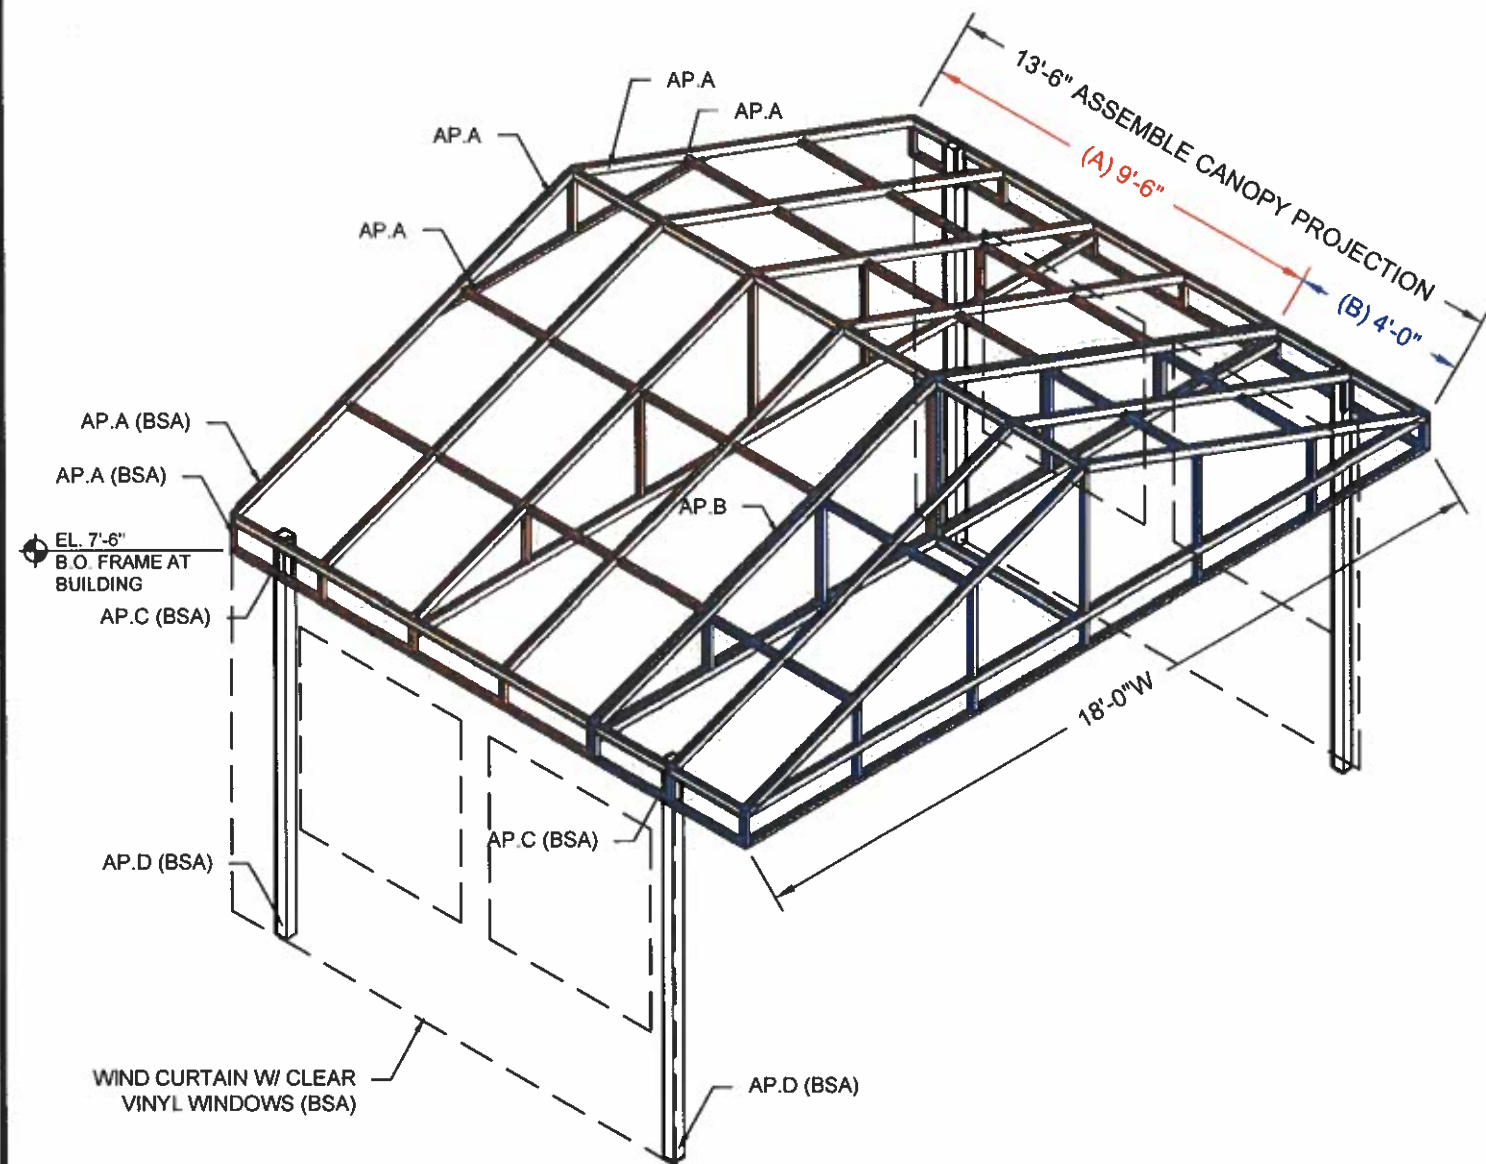 AP.A
AP.A
AP.A
AP.A
13'-6" ASSEMBLE CANOPY PROJECTION
(A) 9'-6"
(B) 4'-0"
AP.A (BSA)
AP.A (BSA)
EL. 7'-6"
B.O. FRAME AT
BUILDING
AP.B
AP.C (BSA)
18'-0"W
AP.C (BSA)
AP.D (BSA)
WIND CURTAIN W/ CLEAR
VINYL WINDOWS (BSA)
AP.D (BSA)